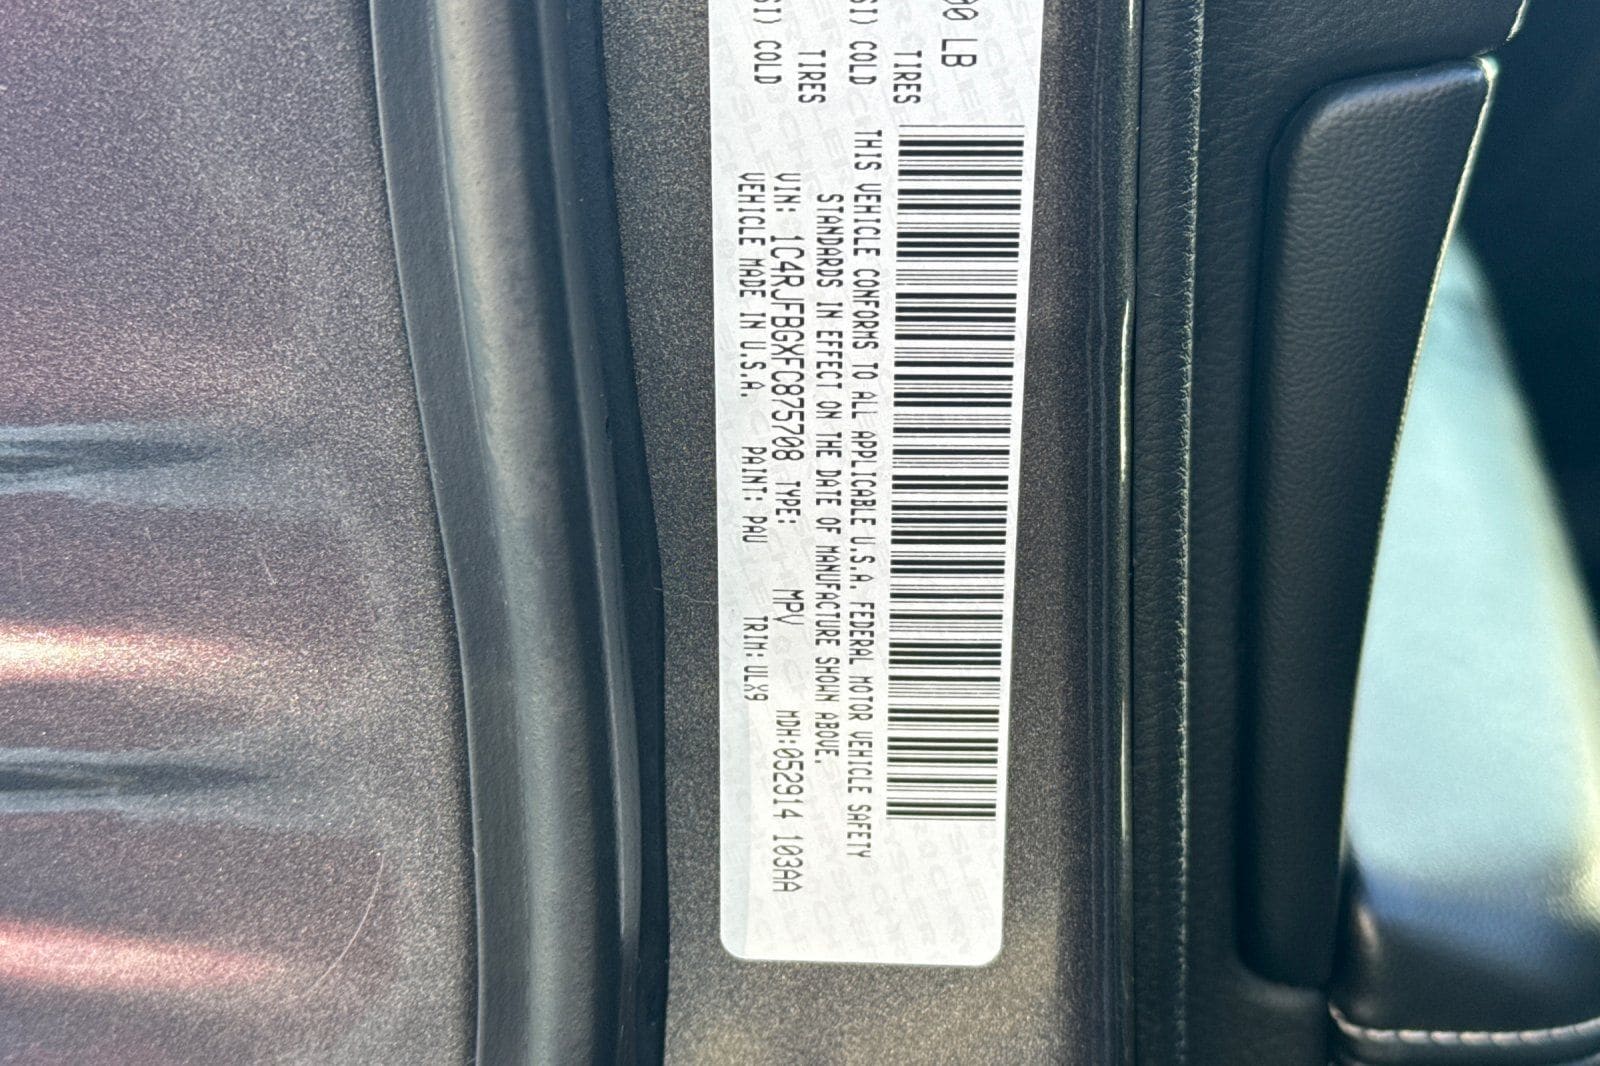 00 LB
TIRES
SI) COLD
TIRES
SI) COLD
THIS VEHICLE CONFORMS TO ALL APPLICABLE U.S.A. FEDERAL MOTOR VEHICLE SAFETY
STANDARDS IN EFFECT ON THE DATE OF MANUFACTURE SHOWN ABOVE.
VIN: 1C4RJFBGXFC875708 TYPE: MPV MDH:052914 103AA
VEHICLE MADE IN U.S.A. PAINT: PAU TRIM: ULX9